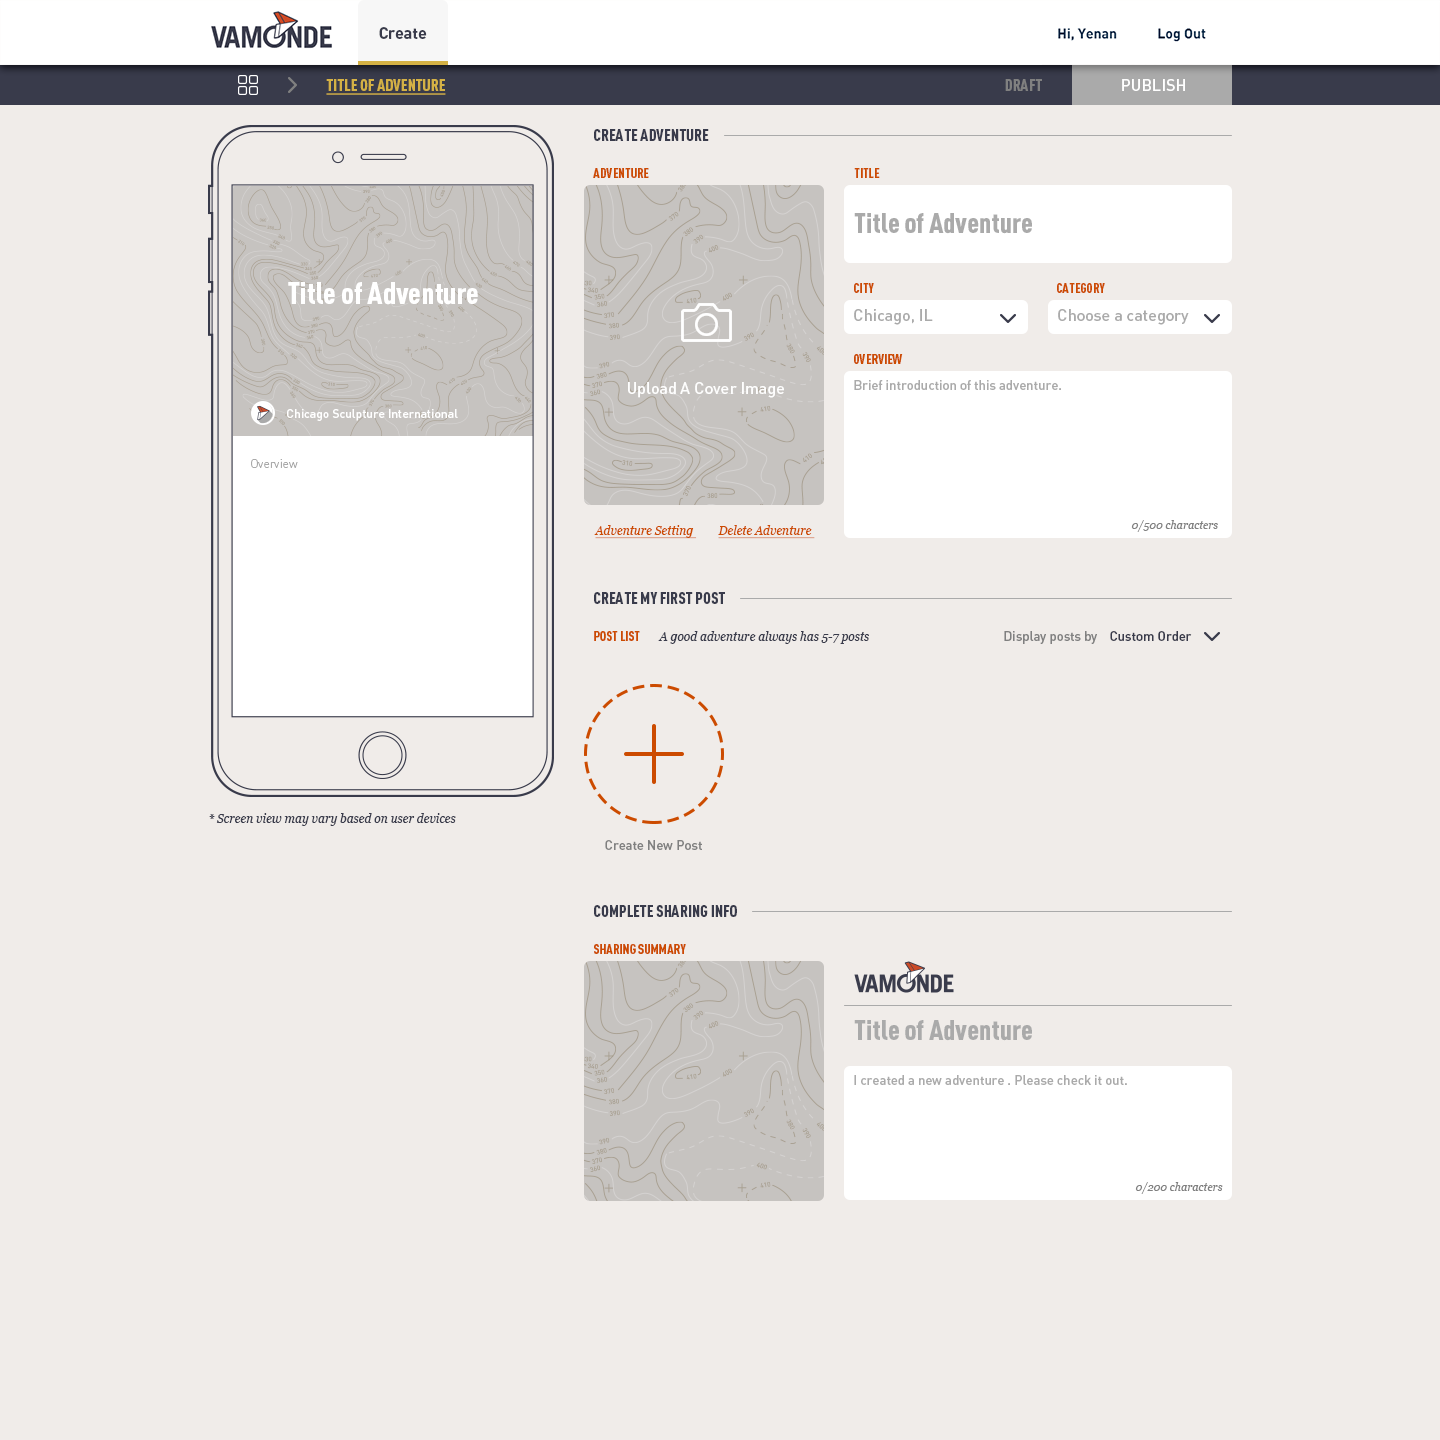 VAMONDE
Create
Hi, Yenan
Log Out
TITLE OF ADVENTURE
DRAFT
PUBLISH
Title of Adventure
Chicago Sculpture International
Overview
* Screen view may vary based on user devices
CREATE ADVENTURE
ADVENTURE
Upload A Cover Image
Adventure Setting
Delete Adventure
TITLE
Title of Adventure
CITY
Chicago, IL
CATEGORY
Choose a category
OVERVIEW
Brief introduction of this adventure.
0/500 characters
CREATE MY FIRST POST
POST LIST
A good adventure always has 5-7 posts
Display posts by Custom Order
Create New Post
COMPLETE SHARING INFO
SHARING SUMMARY
VAMONDE
Title of Adventure
I created a new adventure . Please check it out.
0/200 characters